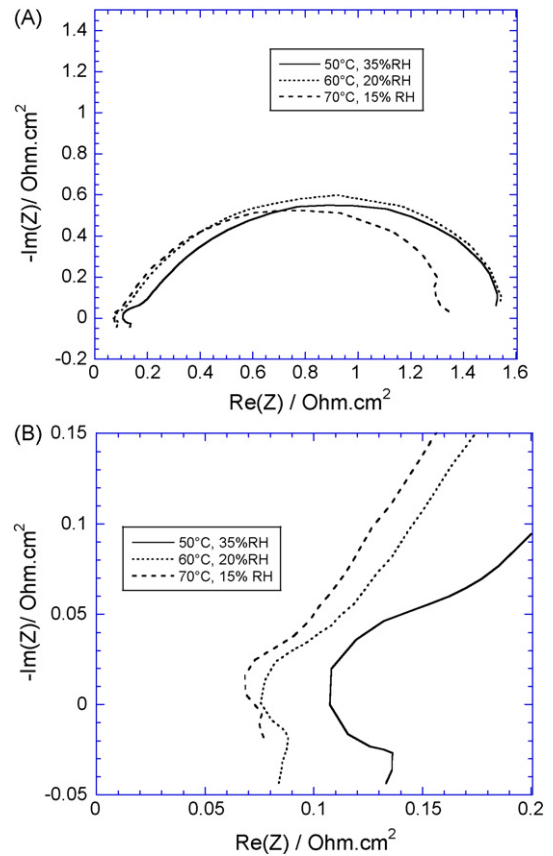 (A)
1.5
1.4
1.2
1
0.8
0.6
0.4
0.2
0
-0.2
-Im(Z)/ Ohm.cm²
50°C, 35%RH
60°C, 20%RH
70°C, 15% RH
0 0.2 0.4 0.6 0.8 1 1.2 1.4 1.6
Re(Z) / Ohm.cm²
(B)
0.15
0.1
0.05
0
-0.05
-Im(Z)/ Ohm.cm²
50°C, 35%RH
60°C, 20%RH
70°C, 15% RH
0 0.05 0.1 0.15 0.2
Re(Z) / Ohm.cm²